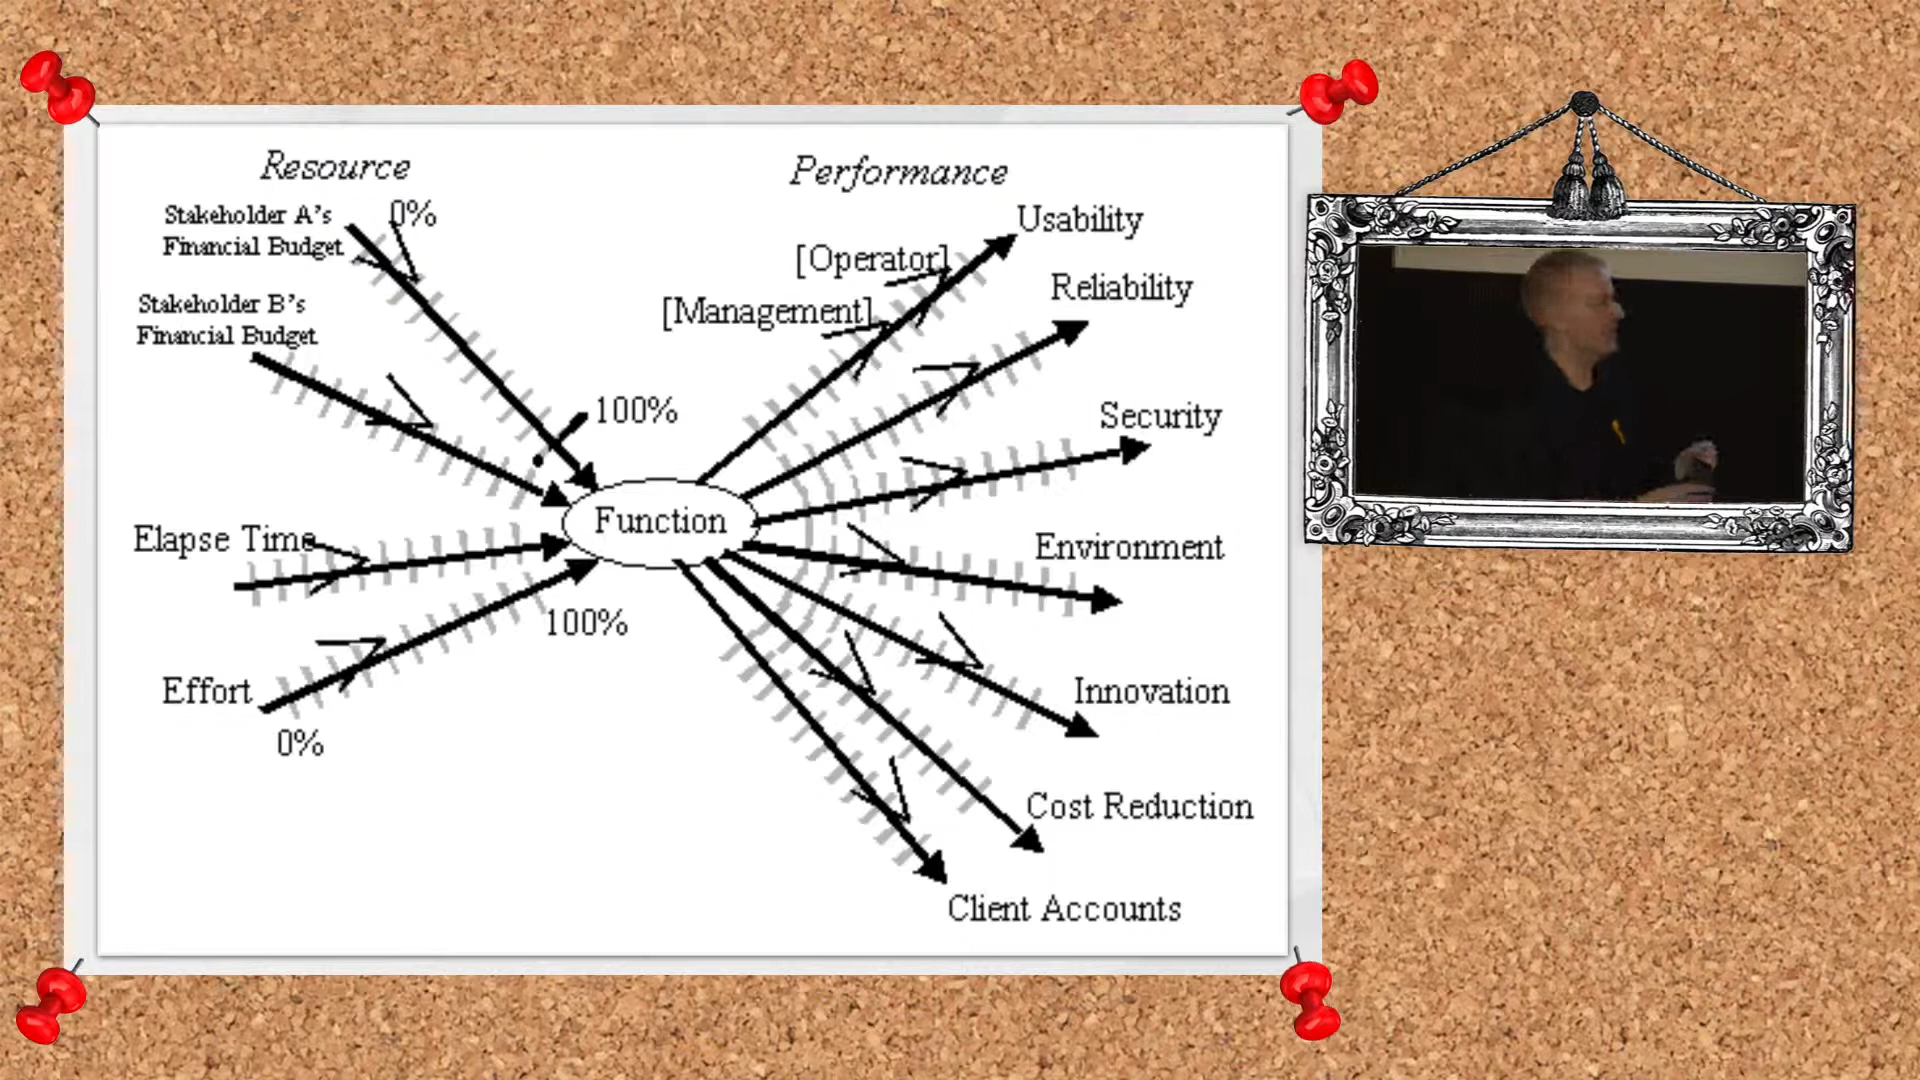 Resource
Performance
Stakeholder A's
Financial Budget
0%
Usability
[Operator]
Reliability
[Management]
Stakeholder B's
Financial Budget
100%
Security
Function
Elapse Time
Environment
100%
Effort
0%
Innovation
Cost Reduction
Client Accounts